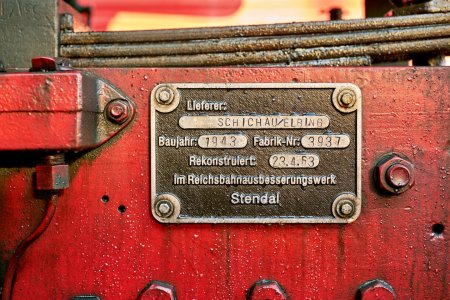 Lieferer:
SCHICHAU/ELBING
Baujahr: 1943 Fabrik-Nr. 3937
Rekonstruiert: 23.4.63
Im Reichsbahnausbesserungswerk
Stendal